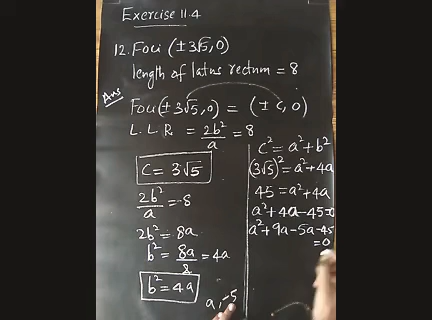 Exercise 11.4
12. Foci (±3√5, 0)
length of latus rectum = 8
Ans
Foci (±3√5, 0) = (± c, 0)
L. L. R = 2b²/a = 8
C = 3√5
2b²/a = 8
2b² = 8a
b² = 8a/2 = 4a
b² = 4a
a, -5
c² = a² + b²
(3√5)² = a² + 4a
45 = a² + 4a
a² + 4a - 45 = 0
a² + 9a - 5a - 45
= 0